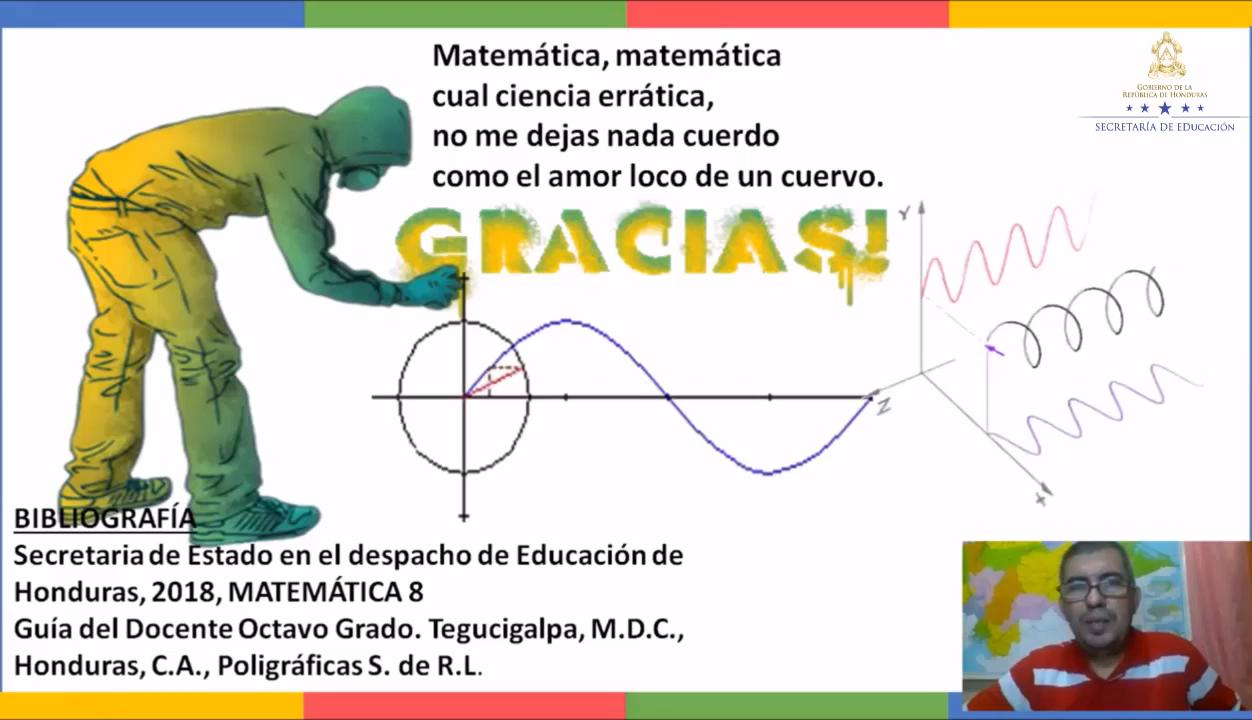 Matemática, matemática
cual ciencia errática,
no me dejas nada cuerdo
como el amor loco de un cuervo.
GOBIERNO DE LA
REPÚBLICA DE HONDURAS
SECRETARÍA DE EDUCACIÓN
GRACIAS!
Y
Z
X
BIBLIOGRAFÍA
Secretaria de Estado en el despacho de Educación de
Honduras, 2018, MATEMÁTICA 8
Guía del Docente Octavo Grado. Tegucigalpa, M.D.C.,
Honduras, C.A., Poligráficas S. de R.L.